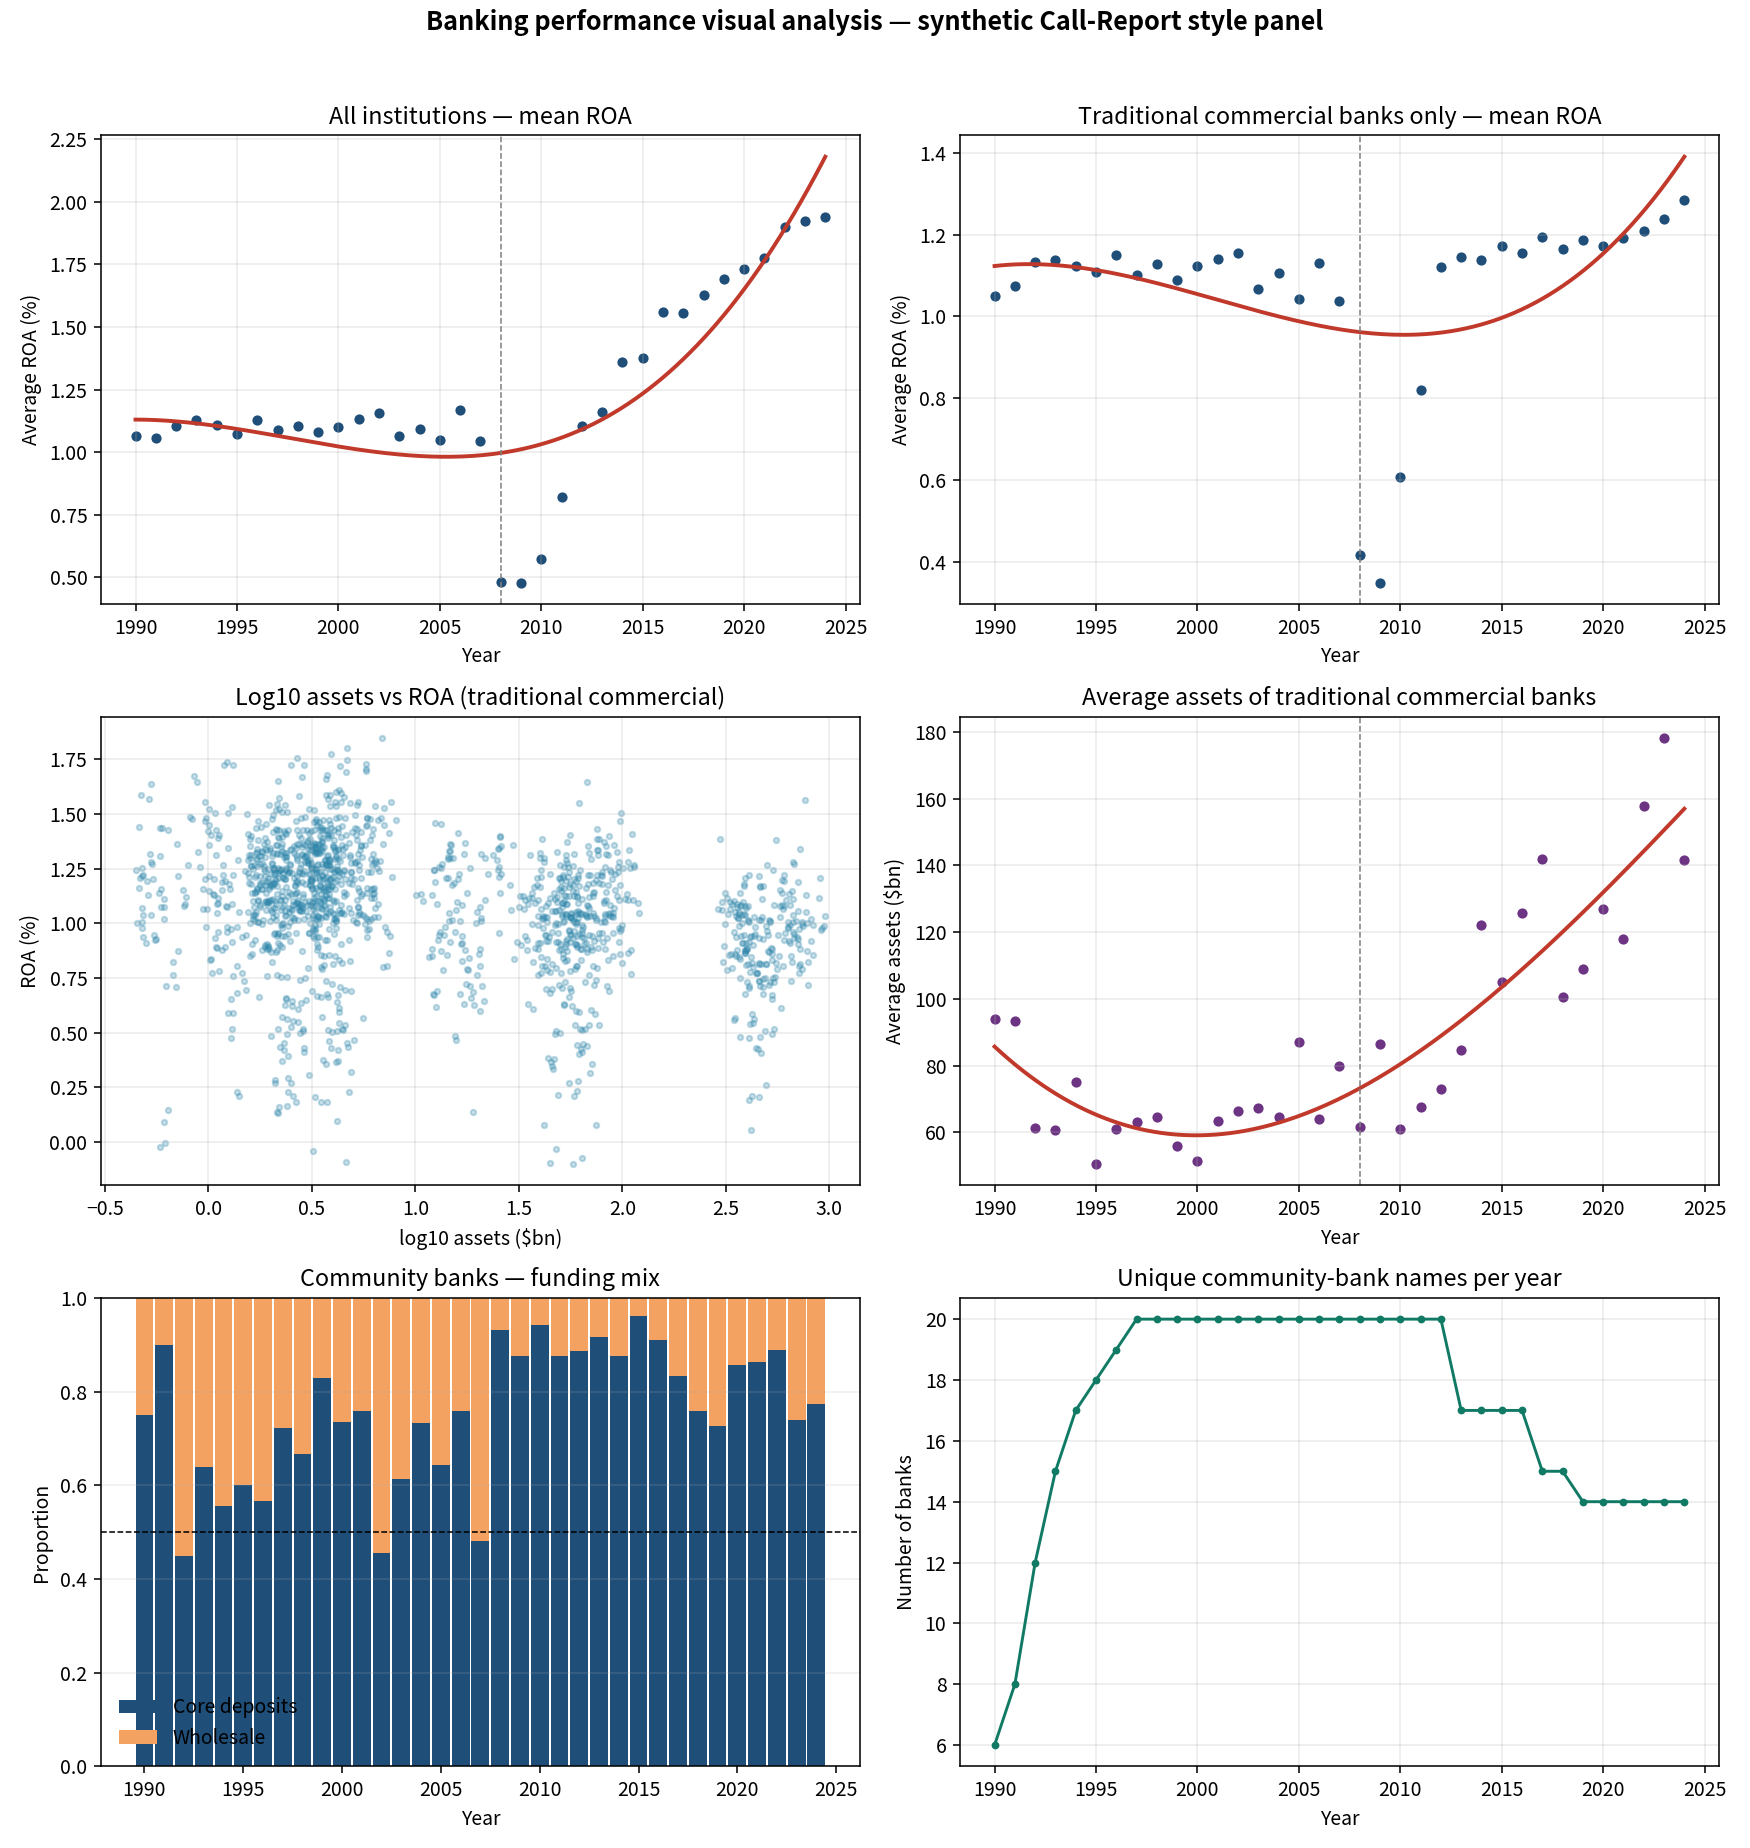 Banking performance visual analysis — synthetic Call-Report style panel
All institutions — mean ROA
2.25
2.00
1.75
1.50
1.25
1.00
0.75
0.50
Average ROA (%)
1990 1995 2000 2005 2010 2015 2020 2025
Year
Traditional commercial banks only — mean ROA
1.4
1.2
1.0
0.8
0.6
0.4
Average ROA (%)
1990 1995 2000 2005 2010 2015 2020 2025
Year
Log10 assets vs ROA (traditional commercial)
1.75
1.50
1.25
1.00
0.75
0.50
0.25
0.00
ROA (%)
−0.5 0.0 0.5 1.0 1.5 2.0 2.5 3.0
log10 assets ($bn)
Average assets of traditional commercial banks
180
160
140
120
100
80
60
Average assets ($bn)
1990 1995 2000 2005 2010 2015 2020 2025
Year
Community banks — funding mix
1.0
0.8
0.6
0.4
0.2
0.0
Proportion
Core deposits
Wholesale
1990 1995 2000 2005 2010 2015 2020 2025
Year
Unique community-bank names per year
20
18
16
14
12
10
8
6
Number of banks
1990 1995 2000 2005 2010 2015 2020 2025
Year